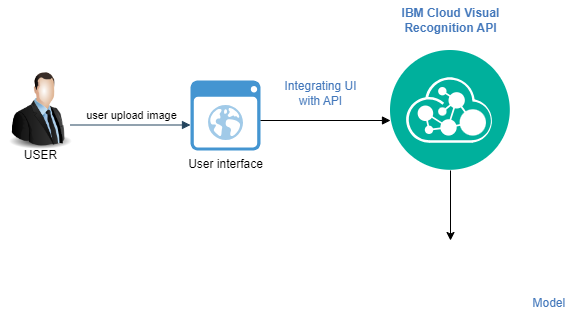 IBM Cloud Visual
Recognition API
Integrating UI
with API
user upload image
USER
User interface
Model